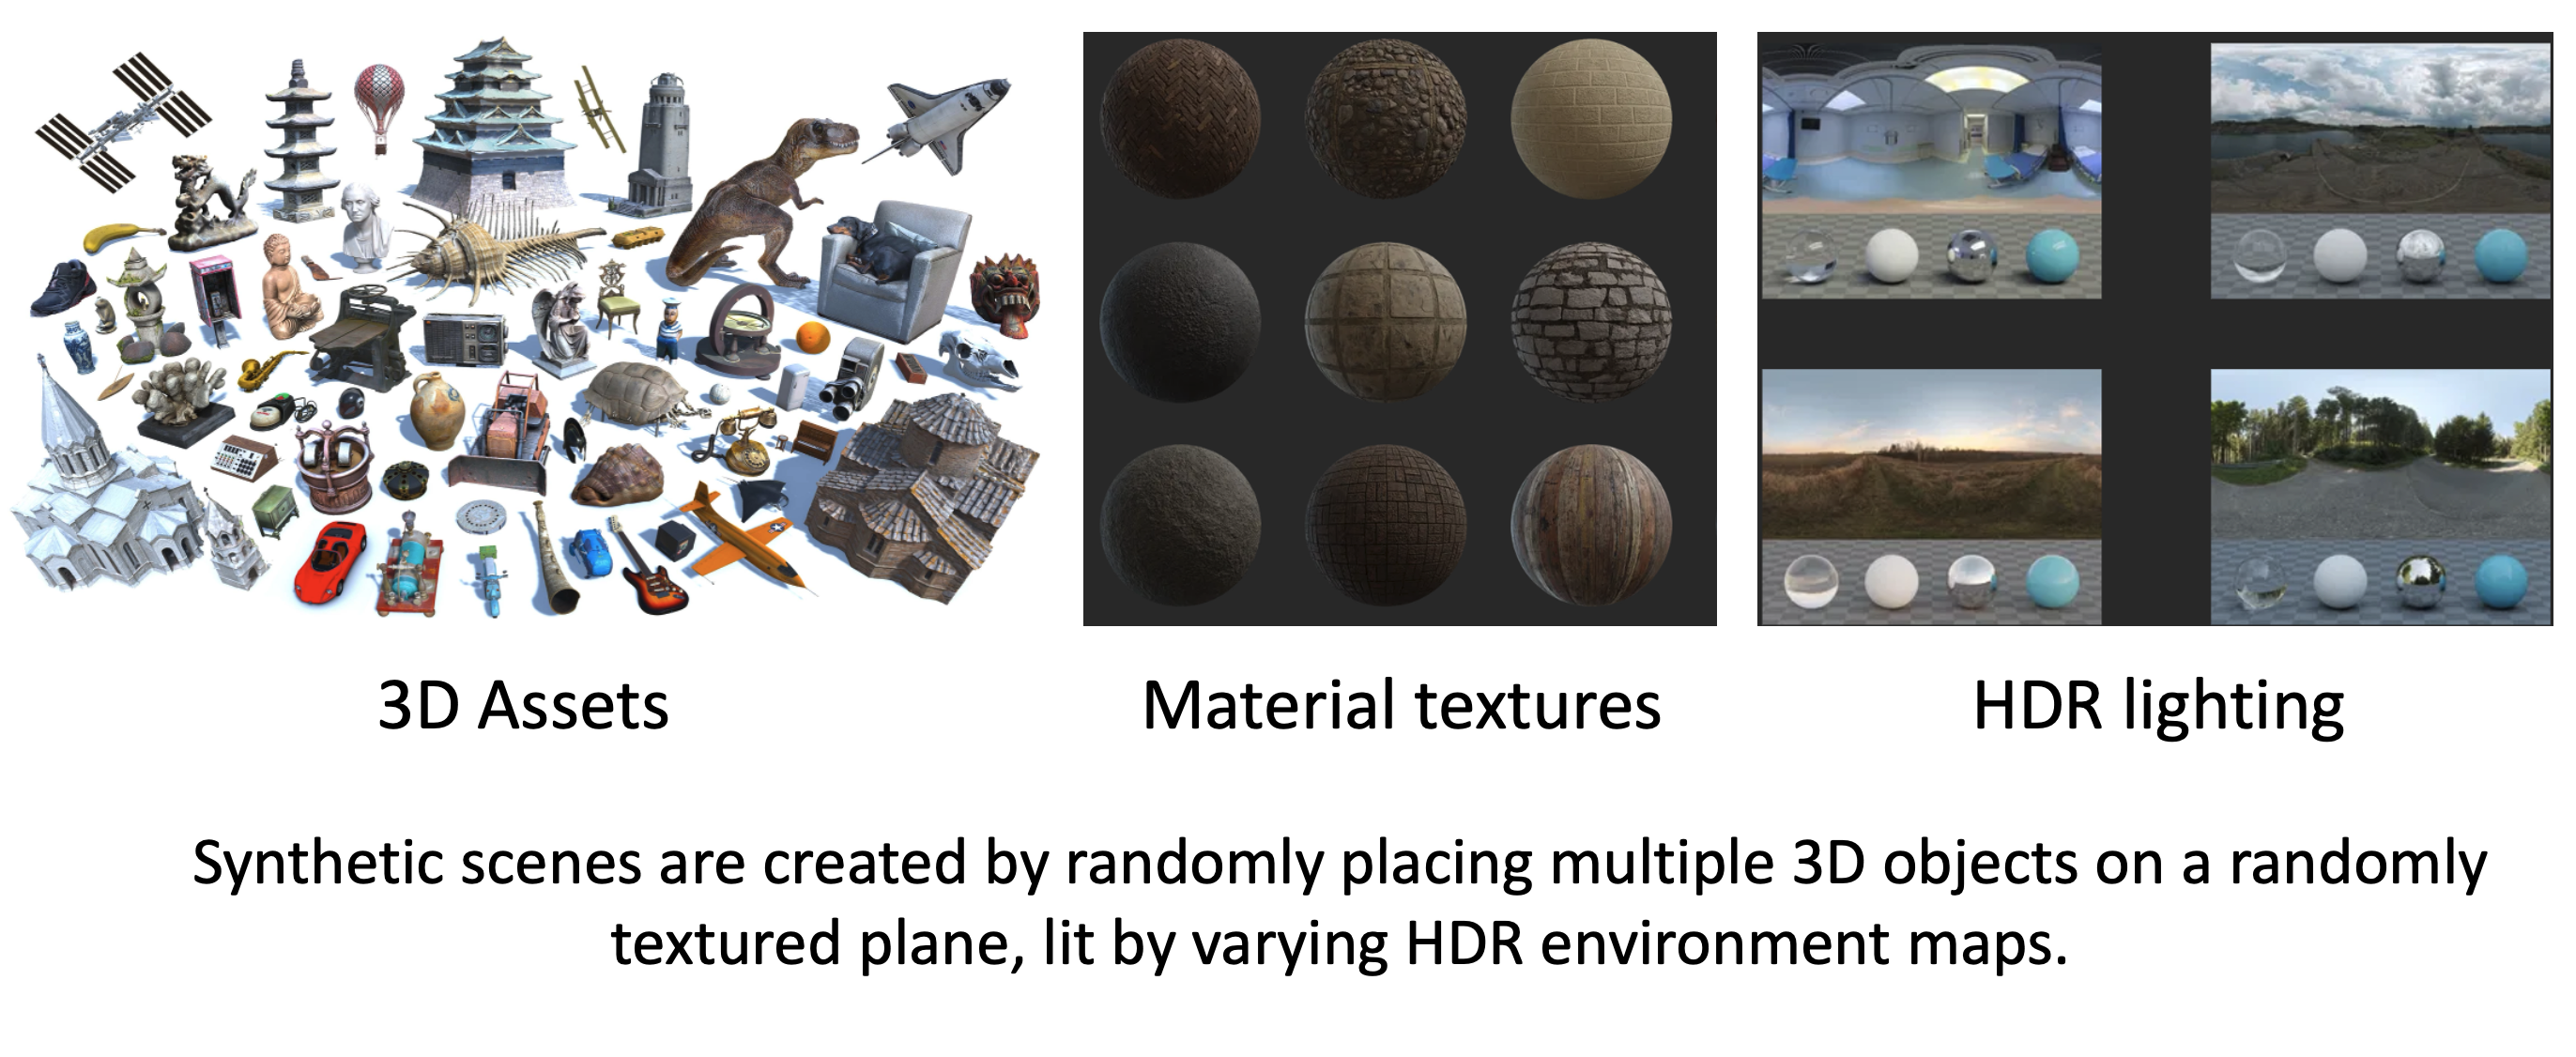 3D Assets
Material textures
HDR lighting
Synthetic scenes are created by randomly placing multiple 3D objects on a randomly
textured plane, lit by varying HDR environment maps.